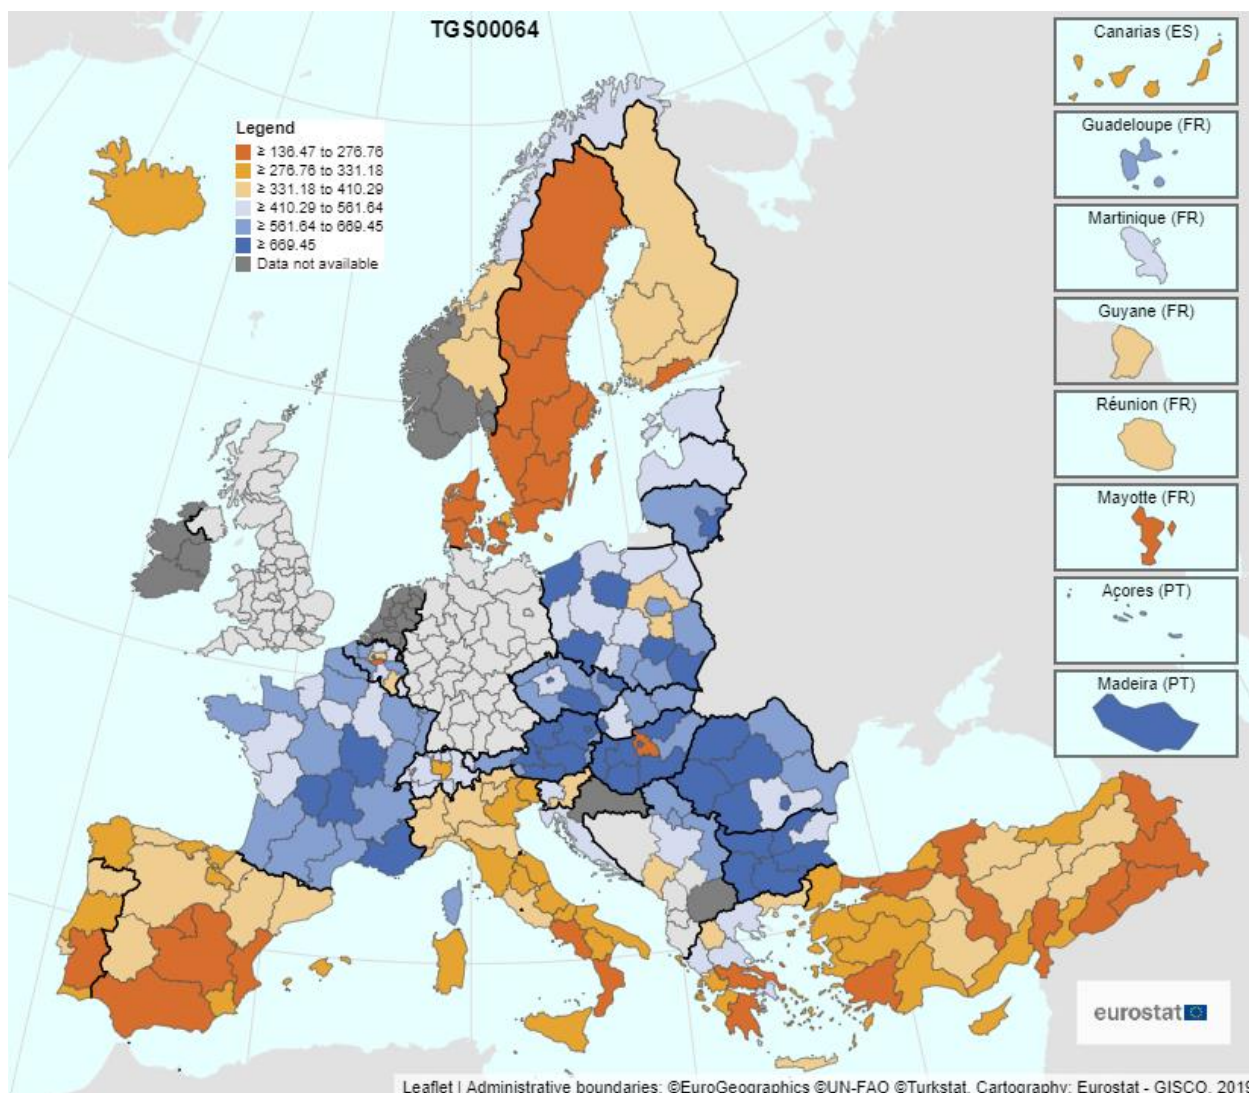 TGS00064
Legend
≥ 136.47 to 276.76
≥ 276.76 to 331.18
≥ 331.18 to 410.29
≥ 410.29 to 561.64
≥ 561.64 to 669.45
≥ 669.45
Data not available
Canarias (ES)
Guadeloupe (FR)
Martinique (FR)
Guyane (FR)
Réunion (FR)
Mayotte (FR)
Açores (PT)
Madeira (PT)
eurostat
Leaflet | Administrative boundaries: ©EuroGeographics ©UN-FAO ©Turkstat, Cartography: Eurostat - GISCO, 2019